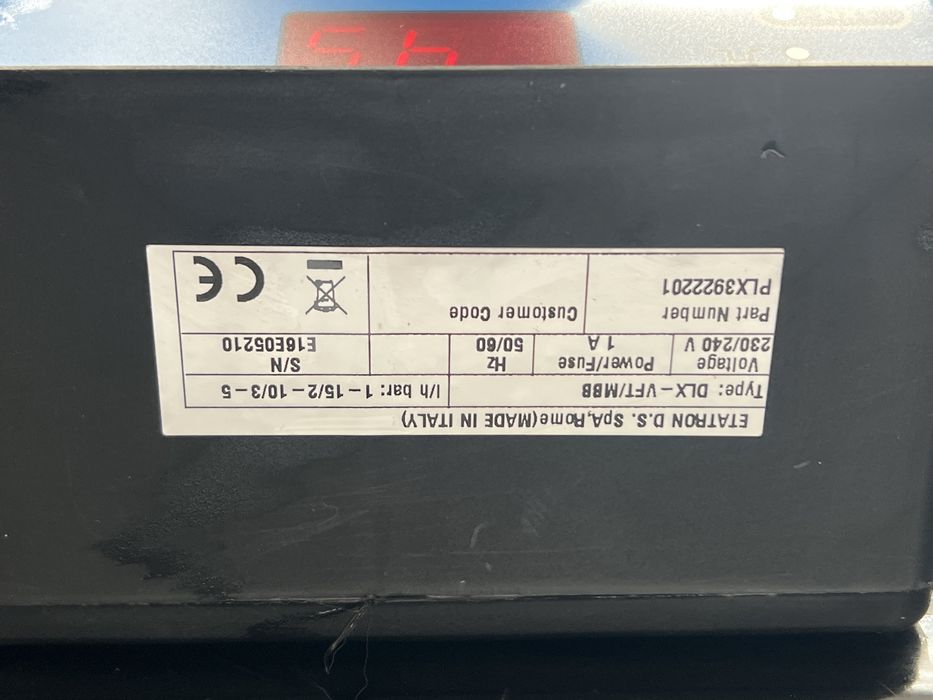 ETATRON D.S. SpA,Rome(MADE IN ITALY)
Type: DLX-VFT/MBB l/h bar: 1-15/2-10/3-5
Voltage Power/Fuse Hz S/N
230/240 V 1 A 50/60 E16E05210
Part Number Customer Code
PLX3922201
CE